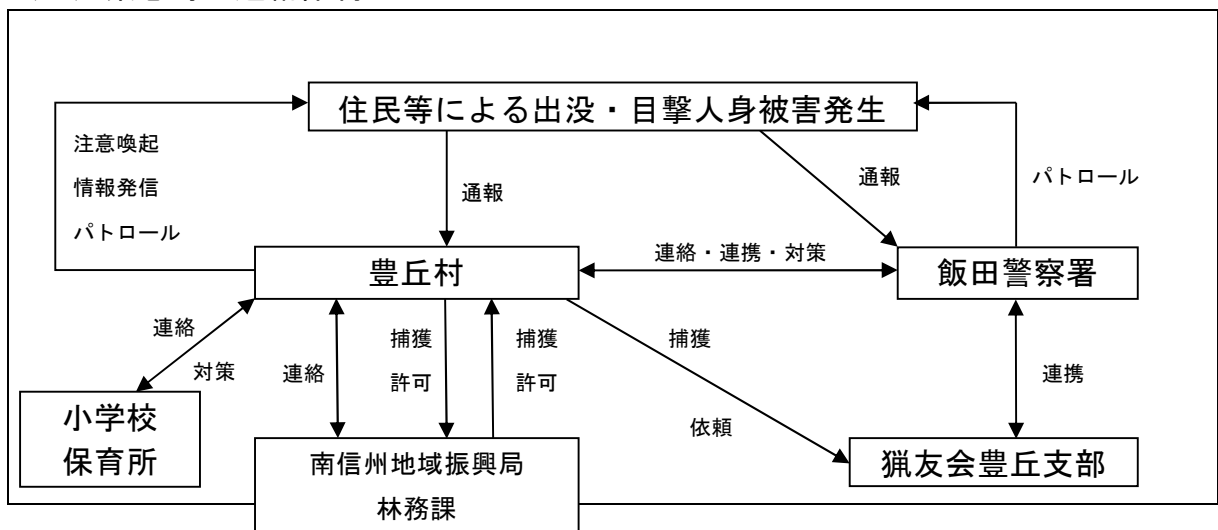 住民等による出没・目撃人身被害発生
注意喚起
情報発信
パトロール
通報
通報
パトロール
豊丘村
連絡・連携・対策
飯田警察署
連絡
対策
連絡
捕獲
許可
捕獲
許可
捕獲
依頼
連携
小学校
保育所
南信州地域振興局
林務課
猟友会豊丘支部